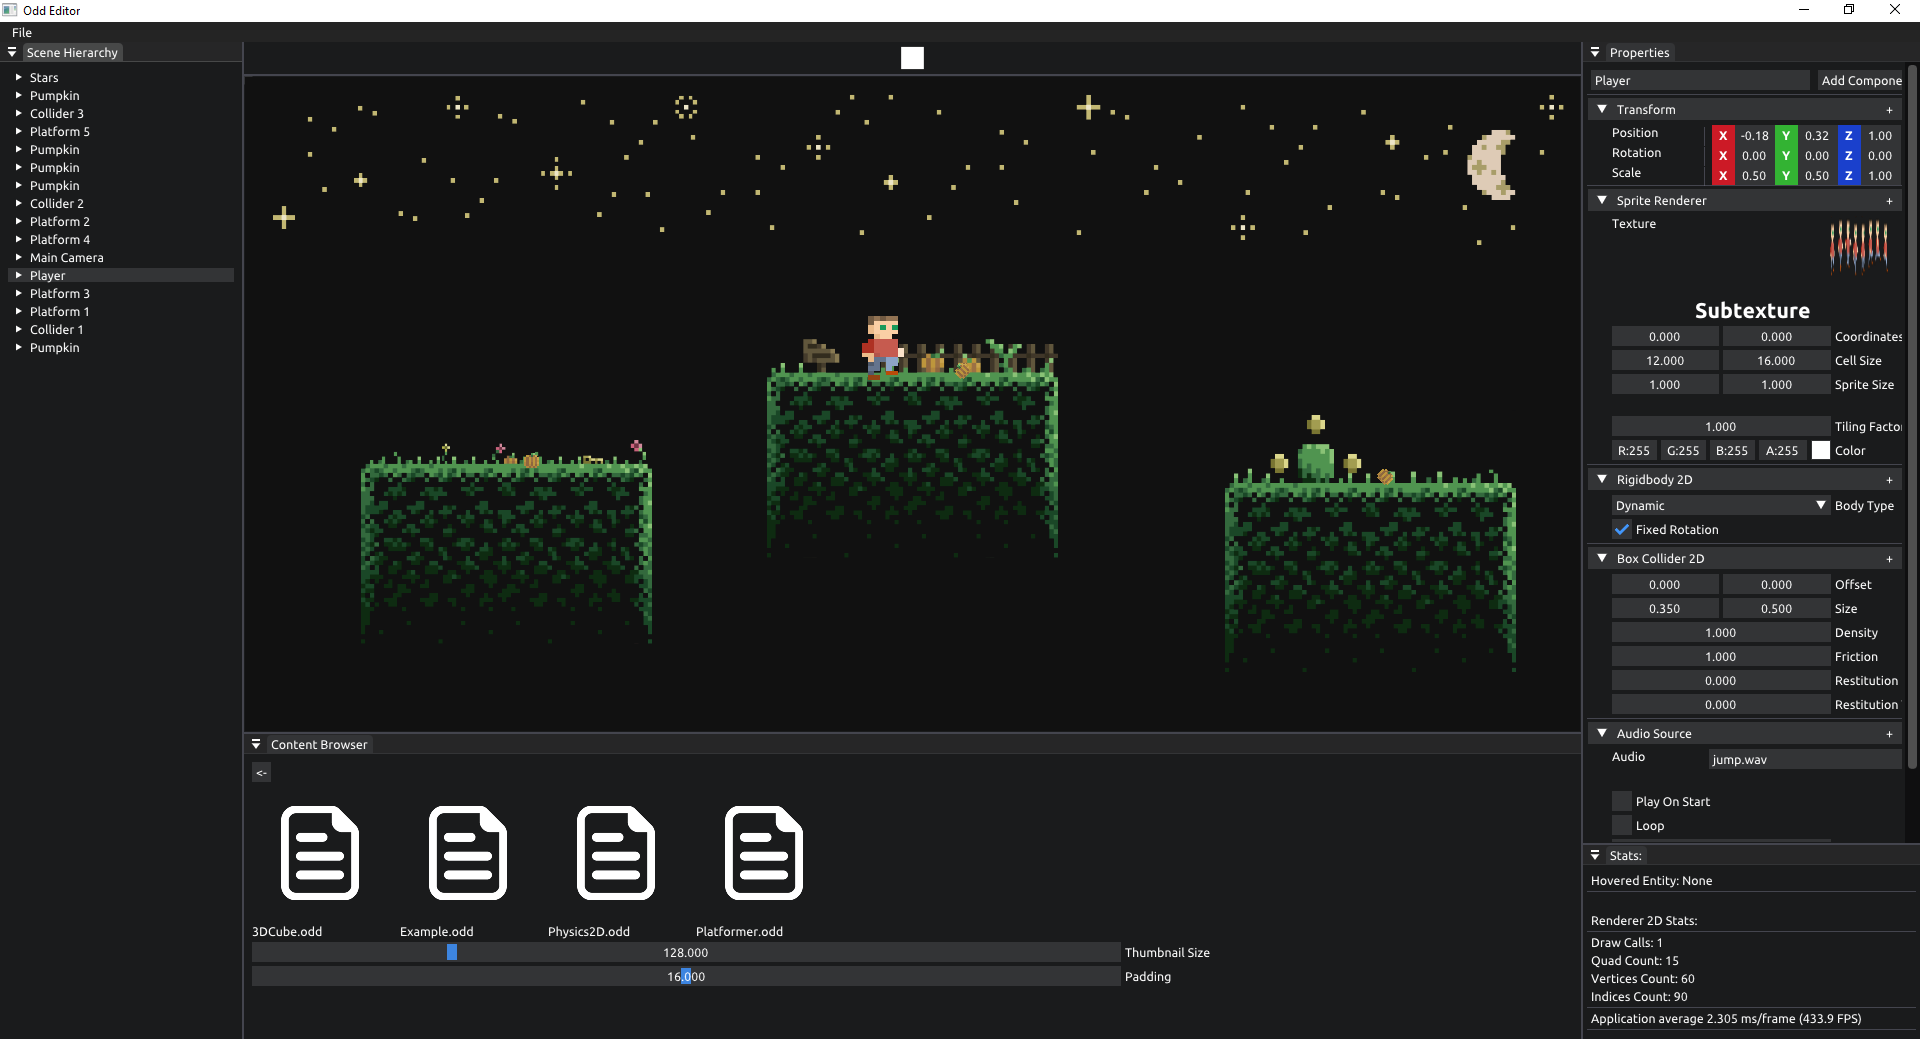 Odd Editor
File
Scene Hierarchy
Stars
Pumpkin
Collider 3
Platform 5
Pumpkin
Pumpkin
Pumpkin
Collider 2
Platform 2
Platform 4
Main Camera
Player
Platform 3
Platform 1
Collider 1
Pumpkin
Content Browser
<-
3DCube.odd Example.odd Physics2D.odd Platformer.odd
128.000 Thumbnail Size
16.000 Padding
Properties
Player Add Compone
Transform +
Position X -0.18 Y 0.32 Z 1.00
Rotation X 0.00 Y 0.00 Z 0.00
Scale X 0.50 Y 0.50 Z 1.00
Sprite Renderer +
Texture
Subtexture
0.000 0.000 Coordinates
12.000 16.000 Cell Size
1.000 1.000 Sprite Size
1.000 Tiling Facto
R:255 G:255 B:255 A:255 Color
Rigidbody 2D +
Dynamic Body Type
Fixed Rotation
Box Collider 2D +
0.000 0.000 Offset
0.350 0.500 Size
1.000 Density
1.000 Friction
0.000 Restitution
0.000 Restitution
Audio Source +
Audio jump.wav
Play On Start
Loop
Stats:
Hovered Entity: None
Renderer 2D Stats:
Draw Calls: 1
Quad Count: 15
Vertices Count: 60
Indices Count: 90
Application average 2.305 ms/frame (433.9 FPS)